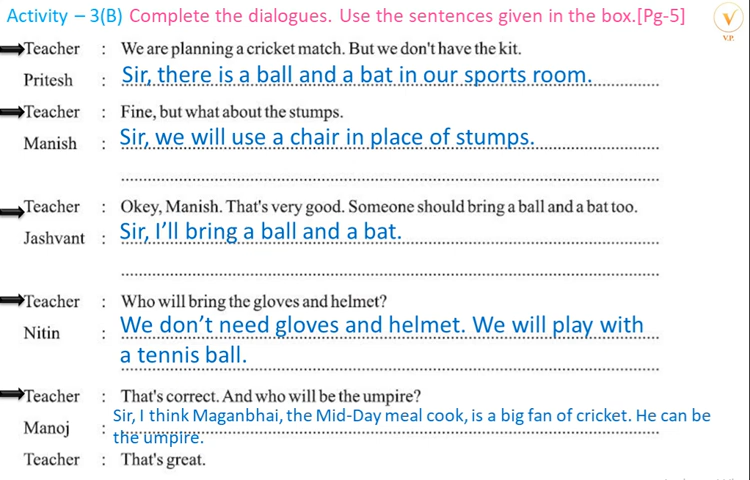 Activity – 3(B) Complete the dialogues. Use the sentences given in the box.[Pg-5]
V.P.
Teacher : We are planning a cricket match. But we don't have the kit.
Pritesh : Sir, there is a ball and a bat in our sports room.
Teacher : Fine, but what about the stumps.
Manish : Sir, we will use a chair in place of stumps.
Teacher : Okey, Manish. That's very good. Someone should bring a ball and a bat too.
Jashvant : Sir, I'll bring a ball and a bat.
Teacher : Who will bring the gloves and helmet?
Nitin : We don't need gloves and helmet. We will play with
a tennis ball.
Teacher : That's correct. And who will be the umpire?
Manoj : Sir, I think Maganbhai, the Mid-Day meal cook, is a big fan of cricket. He can be
the umpire.
Teacher : That's great.